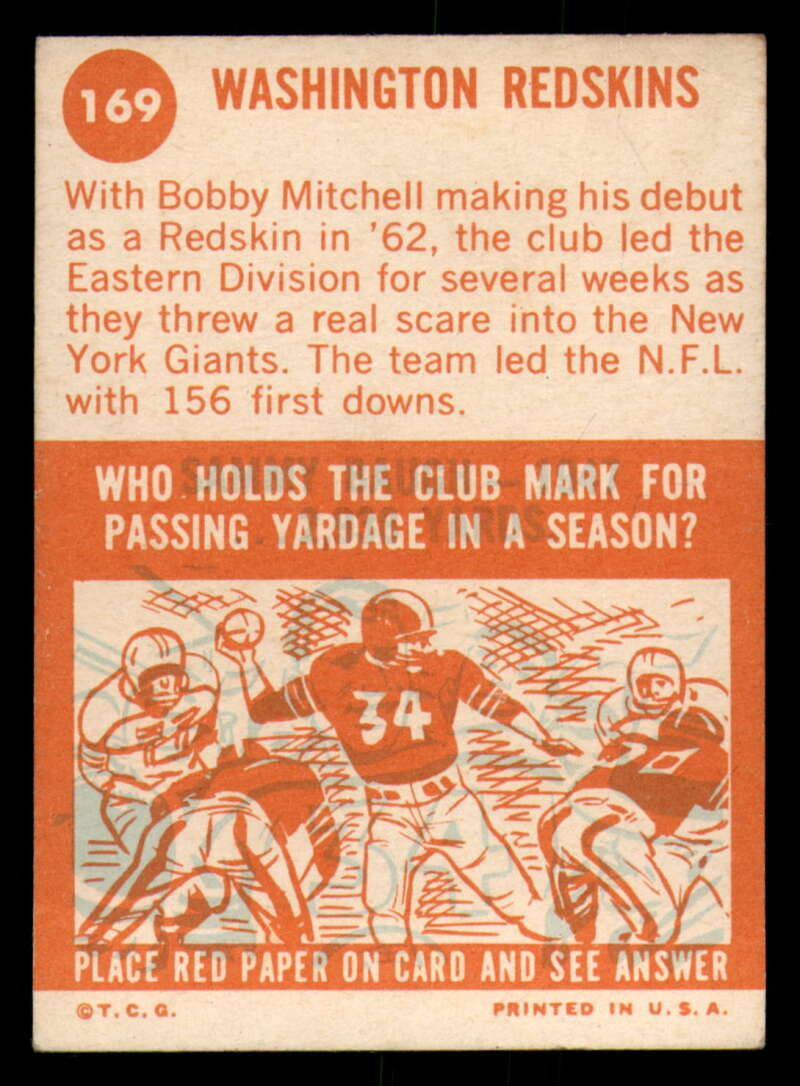 169
WASHINGTON REDSKINS
With Bobby Mitchell making his debut
as a Redskin in '62, the club led the
Eastern Division for several weeks as
they threw a real scare into the New
York Giants. The team led the N.F.L.
with 156 first downs.
WHO HOLDS THE CLUB MARK FOR
PASSING YARDAGE IN A SEASON?
SAMMY BAUGH
YARDS
34
PLACE RED PAPER ON CARD AND SEE ANSWER
©T.C.G.
PRINTED IN U.S.A.